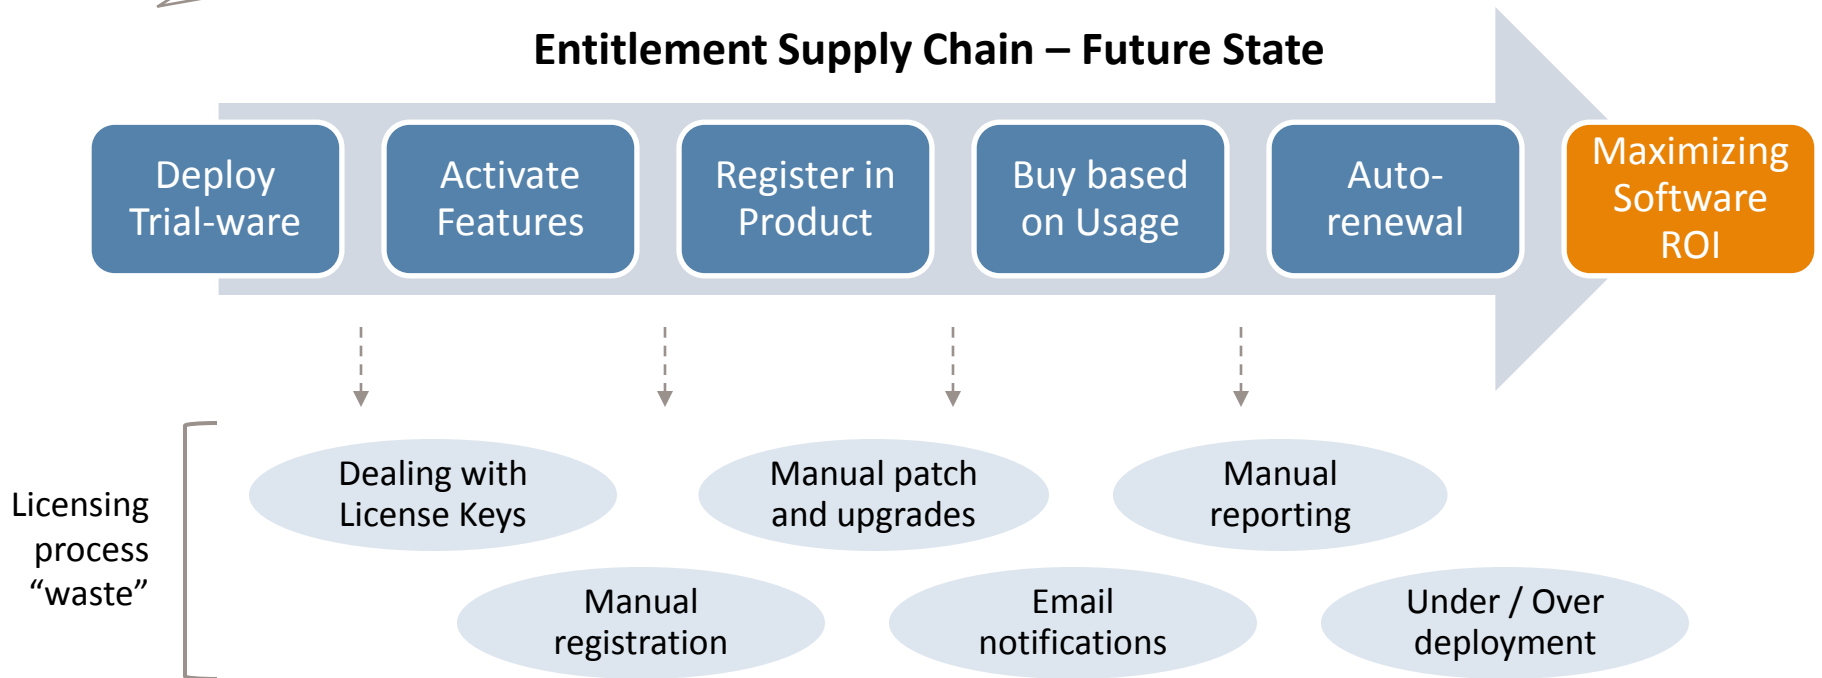 Entitlement Supply Chain – Future State
Deploy
Trial-ware
Activate
Features
Register in
Product
Buy based
on Usage
Auto-
renewal
Maximizing
Software
ROI
Licensing
process
“waste”
Dealing with
License Keys
Manual patch
and upgrades
Manual
reporting
Manual
registration
Email
notifications
Under / Over
deployment